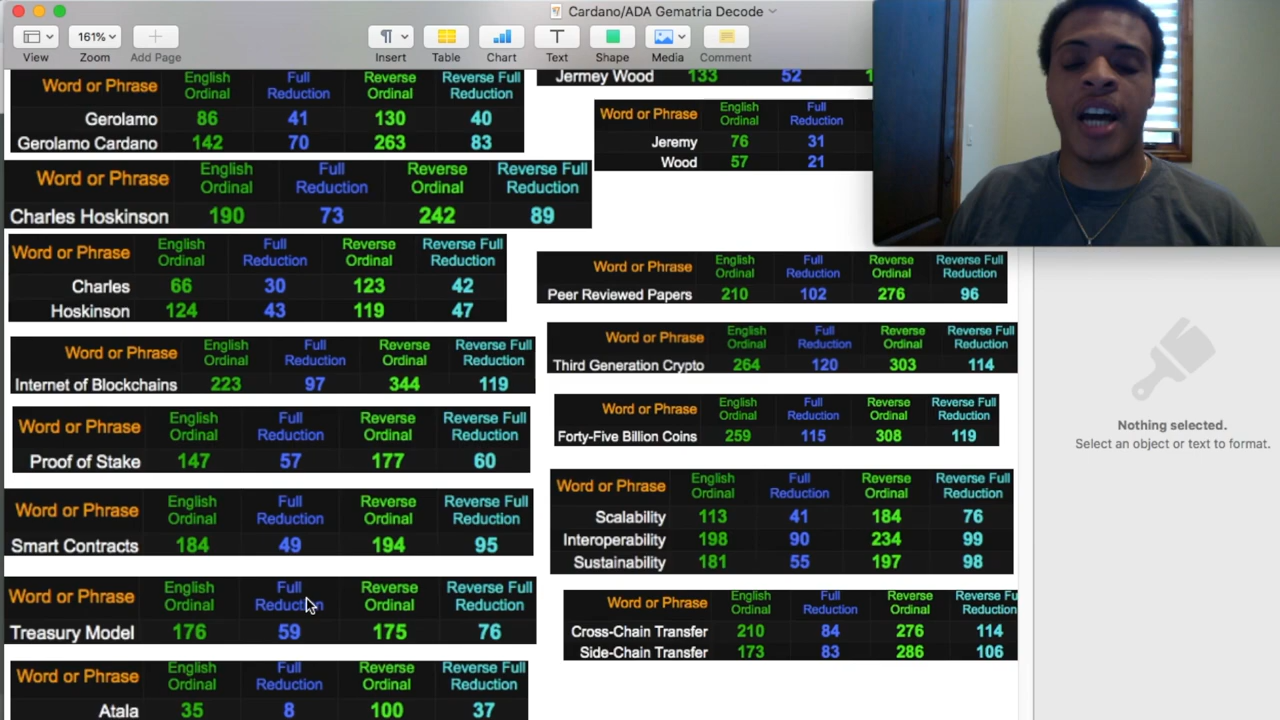 Cardano/ADA Gematria Decode
161%
View
Zoom
Add Page
Insert
Table
Chart
Text
Shape
Media
Comment
Word or Phrase English Ordinal Full Reduction Reverse Ordinal Reverse Full Reduction
Gerolamo 86 41 130 40
Gerolamo Cardano 142 70 263 83
Word or Phrase English Ordinal Full Reduction Reverse Ordinal Reverse Full Reduction
Charles Hoskinson 190 73 242 89
Word or Phrase English Ordinal Full Reduction Reverse Ordinal Reverse Full Reduction
Charles 66 30 123 42
Hoskinson 124 43 119 47
Word or Phrase English Ordinal Full Reduction Reverse Ordinal Reverse Full Reduction
Internet of Blockchains 223 97 344 119
Word or Phrase English Ordinal Full Reduction Reverse Ordinal Reverse Full Reduction
Proof of Stake 147 57 177 60
Word or Phrase English Ordinal Full Reduction Reverse Ordinal Reverse Full Reduction
Smart Contracts 184 49 194 95
Word or Phrase English Ordinal Full Reduction Reverse Ordinal Reverse Full Reduction
Treasury Model 176 59 175 76
Word or Phrase English Ordinal Full Reduction Reverse Ordinal Reverse Full Reduction
Atala 35 8 100 37
Jermey Wood 133 52
Word or Phrase English Ordinal Full Reduction
Jeremy 76 31
Wood 57 21
Word or Phrase English Ordinal Full Reduction Reverse Ordinal Reverse Full Reduction
Peer Reviewed Papers 210 102 276 96
Word or Phrase English Ordinal Full Reduction Reverse Ordinal Reverse Full Reduction
Third Generation Crypto 264 120 303 114
Word or Phrase English Ordinal Full Reduction Reverse Ordinal Reverse Full Reduction
Forty-Five Billion Coins 259 115 308 119
Word or Phrase English Ordinal Full Reduction Reverse Ordinal Reverse Full Reduction
Scalability 113 41 184 76
Interoperability 198 90 234 99
Sustainability 181 55 197 98
Word or Phrase English Ordinal Full Reduction Reverse Ordinal Reverse Fu Reduction
Cross-Chain Transfer 210 84 276 114
Side-Chain Transfer 173 83 286 106
Nothing selected.
Select an object or text to format.